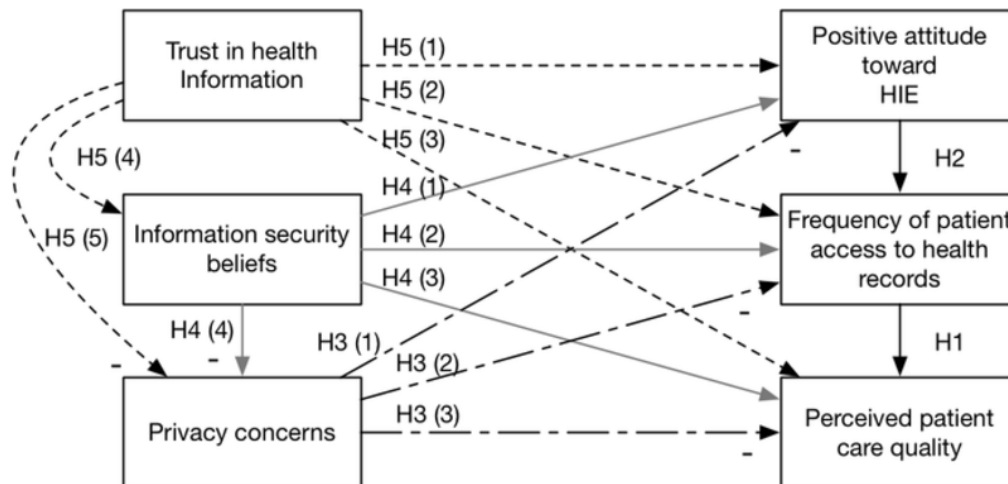 Trust in health
Information
H5 (1)
H5 (2)
H5 (3)
Positive attitude
toward
HIE
-
H2
H5 (4)
H5 (5)
Information security
beliefs
H4 (1)
H4 (2)
H4 (3)
Frequency of patient
access to health
records
-
H4 (4)
-
-
H3 (1)
H3 (2)
H3 (3)
H1
Privacy concerns
Perceived patient
care quality
-